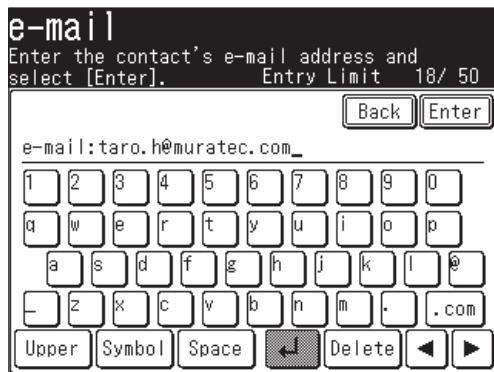 e-mail
Enter the contact's e-mail address and
select [Enter]. Entry Limit 18/ 50
Back Enter
e-mail:taro.h@muratec.com_
1 2 3 4 5 6 7 8 9 0
q w e r t y u i o p
a s d f g h j k l @
_ z x c v b n m . .com
Upper Symbol Space ↵ Delete ◀ ▶